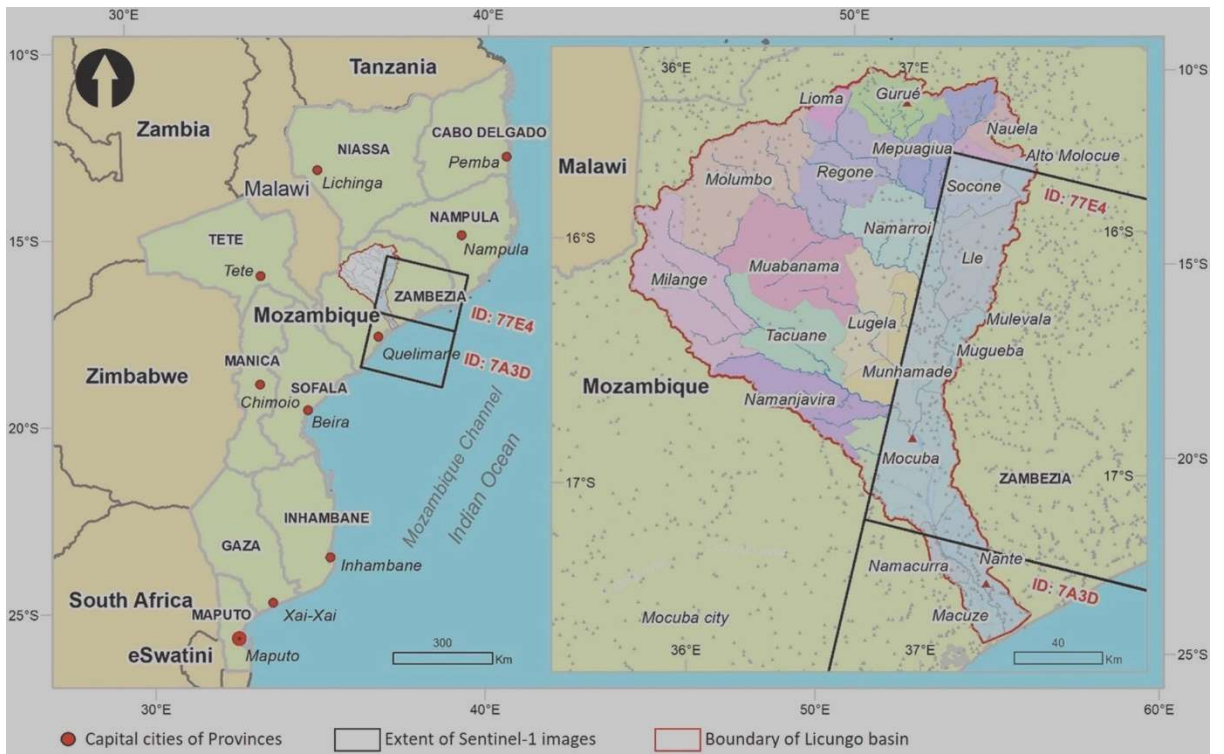 30°E
40°E
50°E
60°E
10°S
15°S
20°S
25°S
Tanzania
Zambia
Malawi
CABO DELGADO
NIASSA
Pemba
Lichinga
NAMPULA
Nampula
TETE
Tete
ZAMBEZIA
Mozambique
ID: 77E4
Quelimane
ID: 7A3D
MANICA
Zimbabwe
SOFALA
Chimoio
Beira
Mozambique Channel
Indian Ocean
INHAMBANE
GAZA
Inhambane
South Africa
MAPUTO
Xai-Xai
eSwatini
Maputo
300
Km
30°E
40°E
36°E
37°E
Lioma
Gurué
Nauela
Malawi
Mepuagiua
Alto Molocue
Molumbo
Regone
Socone
ID: 77E4
16°S
Namarroi
16°S
Lle
Milange
Muabanama
Lugela
Mulevala
Tacuane
Mugueba
Munhamade
Mozambique
Namanjavira
Mocuba
ZAMBEZIA
17°S
17°S
Namacurra
Nante
ID: 7A3D
Mocuba city
Macuze
36°E
37°E
40
Km
10°S
15°S
20°S
25°S
50°E
60°E
Capital cities of Provinces
Extent of Sentinel-1 images
Boundary of Licungo basin